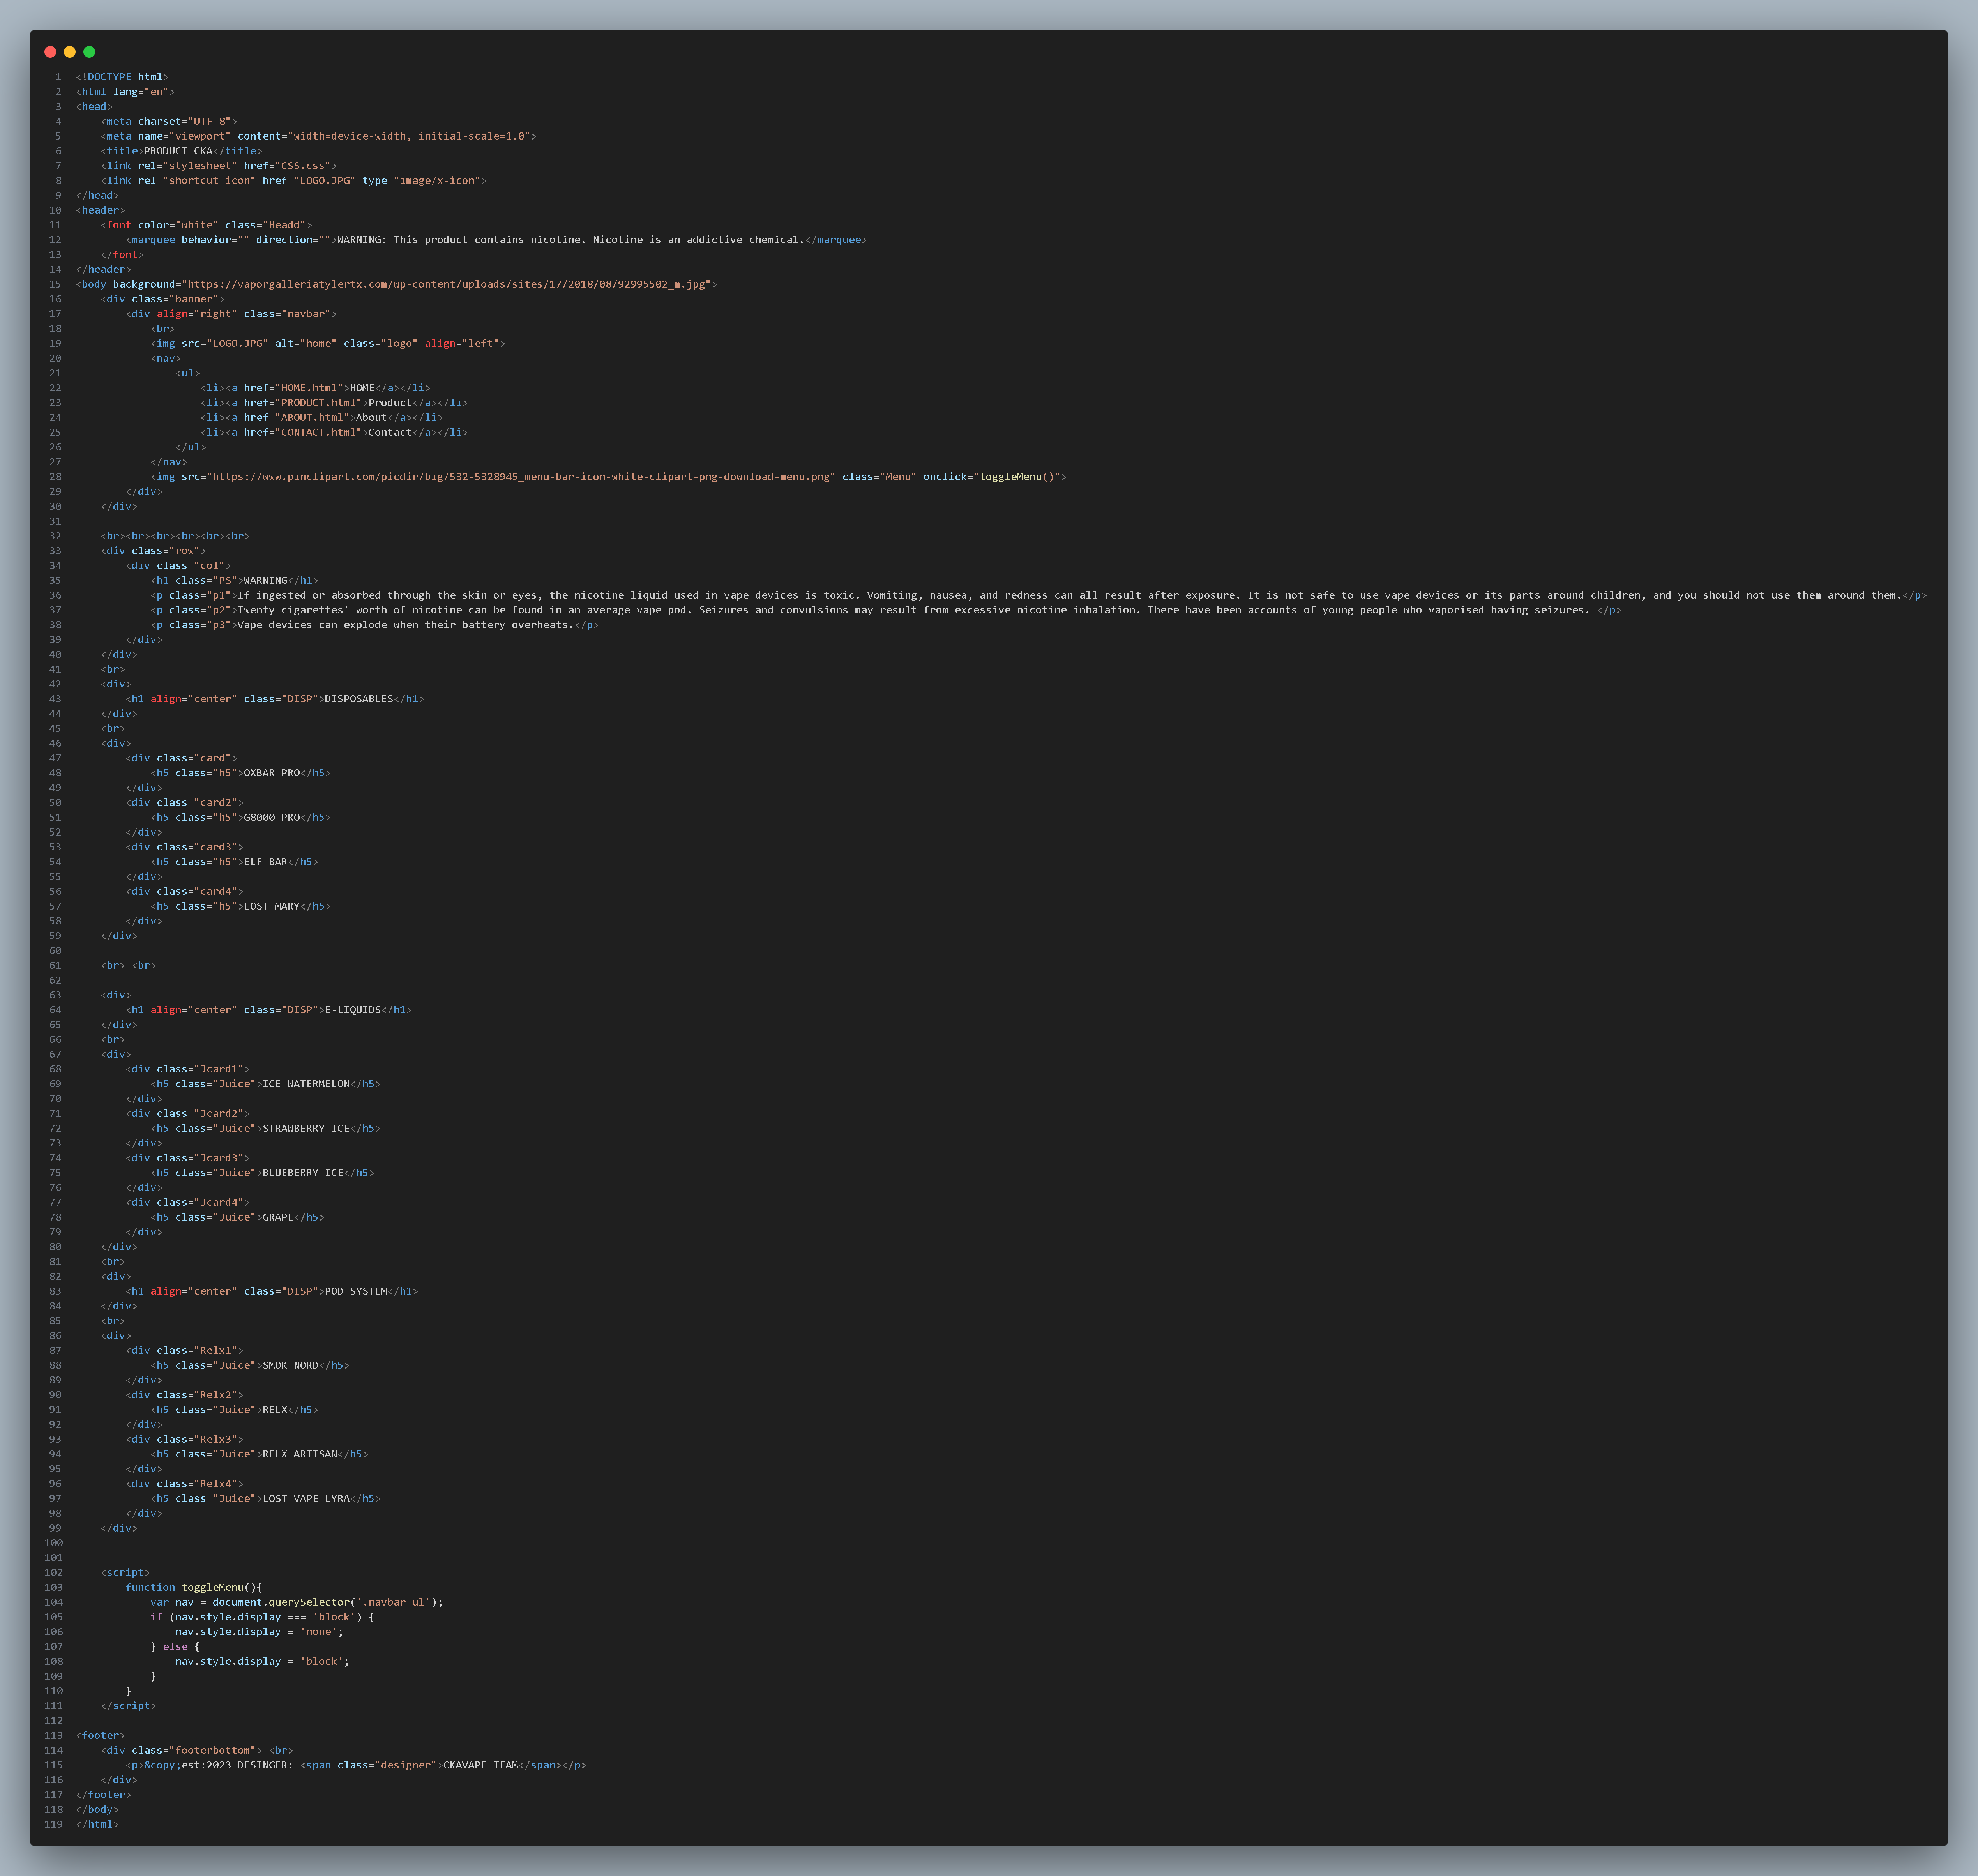 1 <!DOCTYPE html>
2 <html lang="en">
3 <head>
4     <meta charset="UTF-8">
5     <meta name="viewport" content="width=device-width, initial-scale=1.0">
6     <title>PRODUCT CKA</title>
7     <link rel="stylesheet" href="CSS.css">
8     <link rel="shortcut icon" href="LOGO.JPG" type="image/x-icon">
9 </head>
10 <header>
11     <font color="white" class="Headd">
12         <marquee behavior="" direction="">WARNING: This product contains nicotine. Nicotine is an addictive chemical.</marquee>
13     </font>
14 </header>
15 <body background="https://vaporgalleriatylertx.com/wp-content/uploads/sites/17/2018/08/92995502_m.jpg">
16     <div class="banner">
17         <div align="right" class="navbar">
18             <br>
19             <img src="LOGO.JPG" alt="home" class="logo" align="left">
20             <nav>
21                 <ul>
22                     <li><a href="HOME.html">HOME</a></li>
23                     <li><a href="PRODUCT.html">Product</a></li>
24                     <li><a href="ABOUT.html">About</a></li>
25                     <li><a href="CONTACT.html">Contact</a></li>
26                 </ul>
27             </nav>
28             <img src="https://www.pinclipart.com/picdir/big/532-5328945_menu-bar-icon-white-clipart-png-download-menu.png" class="Menu" onclick="toggleMenu()">
29         </div>
30     </div>
31
32     <br><br><br><br><br><br>
33     <div class="row">
34         <div class="col">
35             <h1 class="PS">WARNING</h1>
36             <p class="p1">If ingested or absorbed through the skin or eyes, the nicotine liquid used in vape devices is toxic. Vomiting, nausea, and redness can all result after exposure. It is not safe to use vape devices or its parts around children, and you should not use them around them.</p>
37             <p class="p2">Twenty cigarettes' worth of nicotine can be found in an average vape pod. Seizures and convulsions may result from excessive nicotine inhalation. There have been accounts of young people who vaporised having seizures. </p>
38             <p class="p3">Vape devices can explode when their battery overheats.</p>
39         </div>
40     </div>
41     <br>
42     <div>
43         <h1 align="center" class="DISP">DISPOSABLES</h1>
44     </div>
45     <br>
46     <div>
47         <div class="card">
48             <h5 class="h5">OXBAR PRO</h5>
49         </div>
50         <div class="card2">
51             <h5 class="h5">G8000 PRO</h5>
52         </div>
53         <div class="card3">
54             <h5 class="h5">ELF BAR</h5>
55         </div>
56         <div class="card4">
57             <h5 class="h5">LOST MARY</h5>
58         </div>
59     </div>
60
61     <br> <br>
62
63     <div>
64         <h1 align="center" class="DISP">E-LIQUIDS</h1>
65     </div>
66     <br>
67     <div>
68         <div class="Jcard1">
69             <h5 class="Juice">ICE WATERMELON</h5>
70         </div>
71         <div class="Jcard2">
72             <h5 class="Juice">STRAWBERRY ICE</h5>
73         </div>
74         <div class="Jcard3">
75             <h5 class="Juice">BLUEBERRY ICE</h5>
76         </div>
77         <div class="Jcard4">
78             <h5 class="Juice">GRAPE</h5>
79         </div>
80     </div>
81     <br>
82     <div>
83         <h1 align="center" class="DISP">POD SYSTEM</h1>
84     </div>
85     <br>
86     <div>
87         <div class="Relx1">
88             <h5 class="Juice">SMOK NORD</h5>
89         </div>
90         <div class="Relx2">
91             <h5 class="Juice">RELX</h5>
92         </div>
93         <div class="Relx3">
94             <h5 class="Juice">RELX ARTISAN</h5>
95         </div>
96         <div class="Relx4">
97             <h5 class="Juice">LOST VAPE LYRA</h5>
98         </div>
99     </div>
100
101
102     <script>
103         function toggleMenu(){
104             var nav = document.querySelector('.navbar ul');
105             if (nav.style.display === 'block') {
106                 nav.style.display = 'none';
107             } else {
108                 nav.style.display = 'block';
109             }
110         }
111     </script>
112
113 <footer>
114     <div class="footerbottom"> <br>
115         <p>&copy;est:2023 DESINGER: <span class="designer">CKAVAPE TEAM</span></p>
116     </div>
117 </footer>
118 </body>
119 </html>